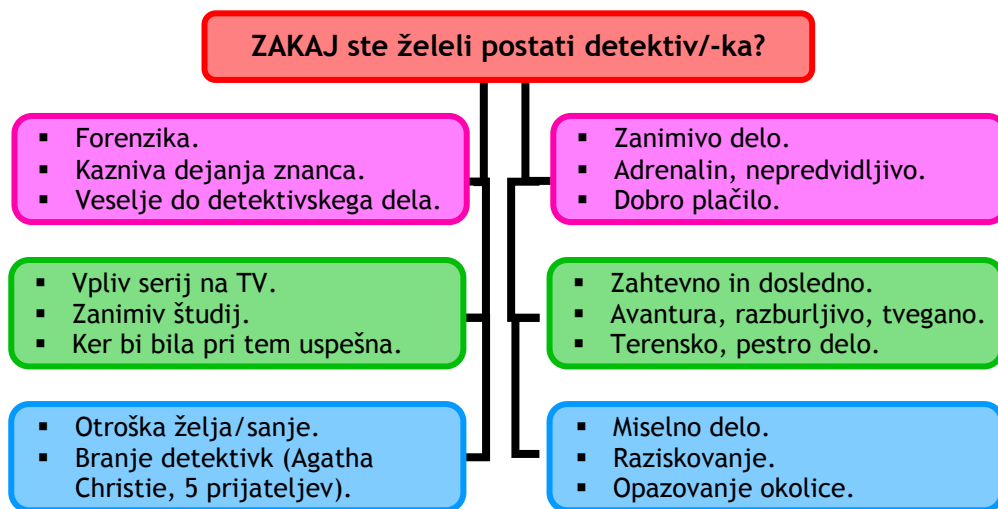 ZAKAJ ste želeli postati detektiv/-ka?
▪ Forenzika.
▪ Kazniva dejanja znanca.
▪ Veselje do detektivskega dela.
▪ Zanimivo delo.
▪ Adrenalin, nepredvidljivo.
▪ Dobro plačilo.
▪ Vpliv serij na TV.
▪ Zanimiv študij.
▪ Ker bi bila pri tem uspešna.
▪ Zahtevno in dosledno.
▪ Avantura, razburljivo, tvegano.
▪ Terensko, pestro delo.
▪ Otroška želja/sanje.
▪ Branje detektivk (Agatha
Christie, 5 prijateljev).
▪ Miselno delo.
▪ Raziskovanje.
▪ Opazovanje okolice.